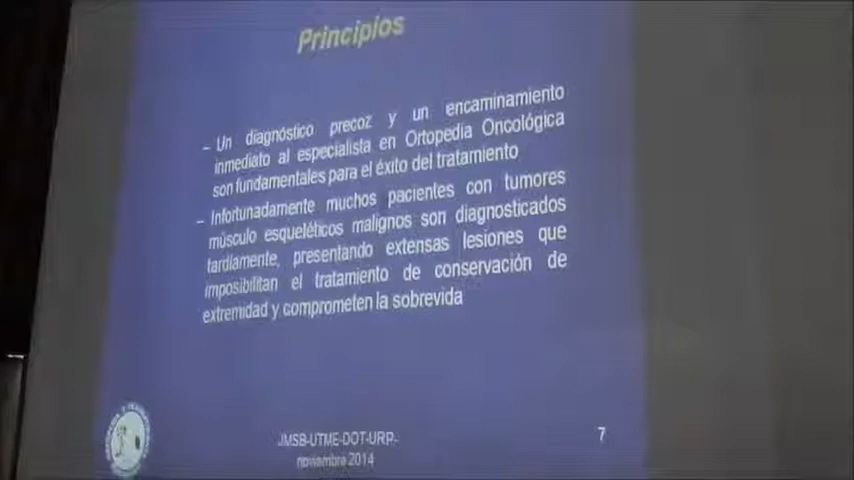 Principios
– Un diagnóstico precoz y un encaminamiento
inmediato al especialista en Ortopedia Oncológica
son fundamentales para el éxito del tratamiento
– Infortunadamente muchos pacientes con tumores
músculo esqueléticos malignos son diagnosticados
tardíamente, presentando extensas lesiones que
imposibilitan el tratamiento de conservación de
extremidad y comprometen la sobrevida
JMSB-UTME-DOT-URP-
noviembre 2014
7